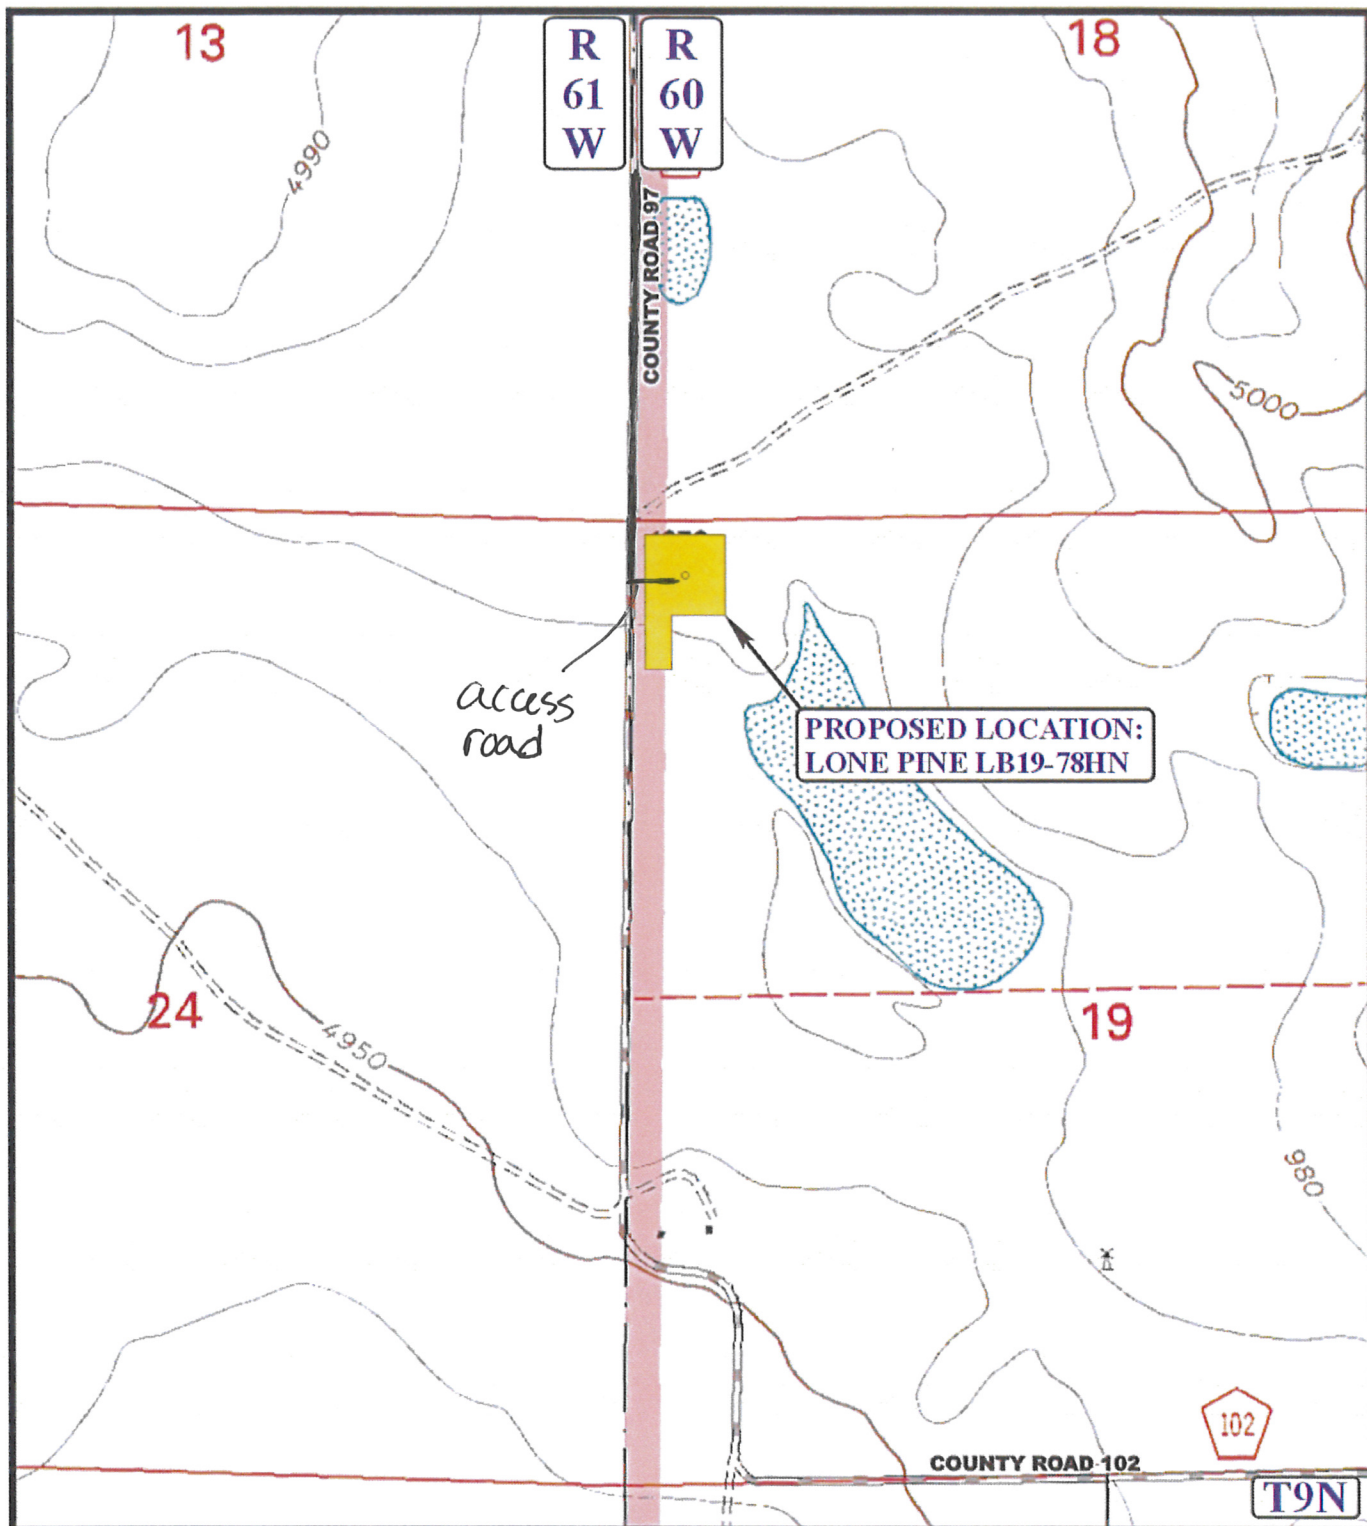 13
R
61
W
R
60
W
18
4990
COUNTY ROAD 97
5000
access
road
PROPOSED LOCATION:
LONE PINE LB19-78HN
24
4950
19
980
102
COUNTY ROAD 102
T9N